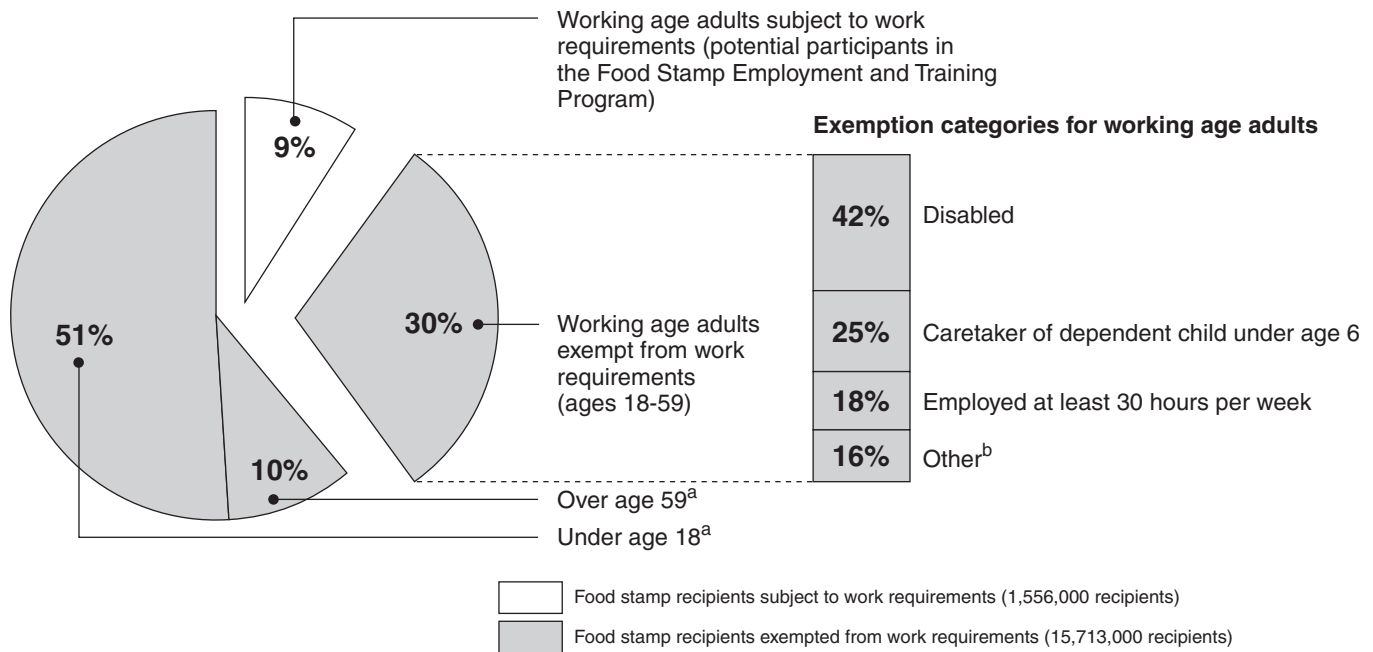 Working age adults subject to work
requirements (potential participants in
the Food Stamp Employment and Training
Program)
Exemption categories for working age adults
9%
42%
Disabled
51%
30%
Working age adults
exempt from work
requirements
(ages 18-59)
25%
Caretaker of dependent child under age 6
18%
Employed at least 30 hours per week
16%
Other^b
10%
Over age 59^a
Under age 18^a
Food stamp recipients subject to work requirements (1,556,000 recipients)
Food stamp recipients exempted from work requirements (15,713,000 recipients)